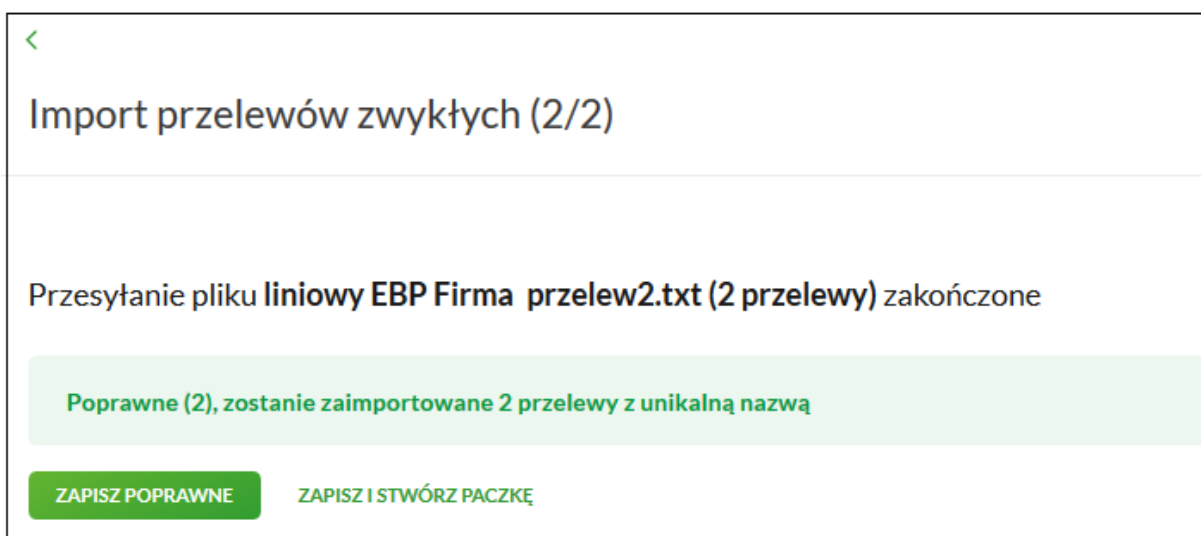 Import przelewów zwykłych (2/2)
Przesyłanie pliku liniowy EBP Firma przelew2.txt (2 przelewy) zakończone
Poprawne (2), zostanie zaimportowane 2 przelewy z unikalną nazwą
ZAPISZ POPRAWNE ZAPISZ I STWÓRZ PACZKĘ